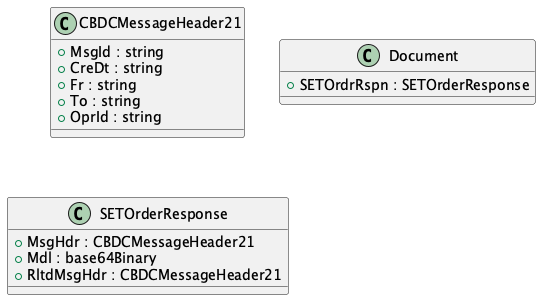 C CBDCMessageHeader21
MsgId : string
CreDt : string
Fr : string
To : string
OprId : string
C Document
SETOrdrRspn : SETOrderResponse
C SETOrderResponse
MsgHdr : CBDCMessageHeader21
Mdl : base64Binary
RltdMsgHdr : CBDCMessageHeader21